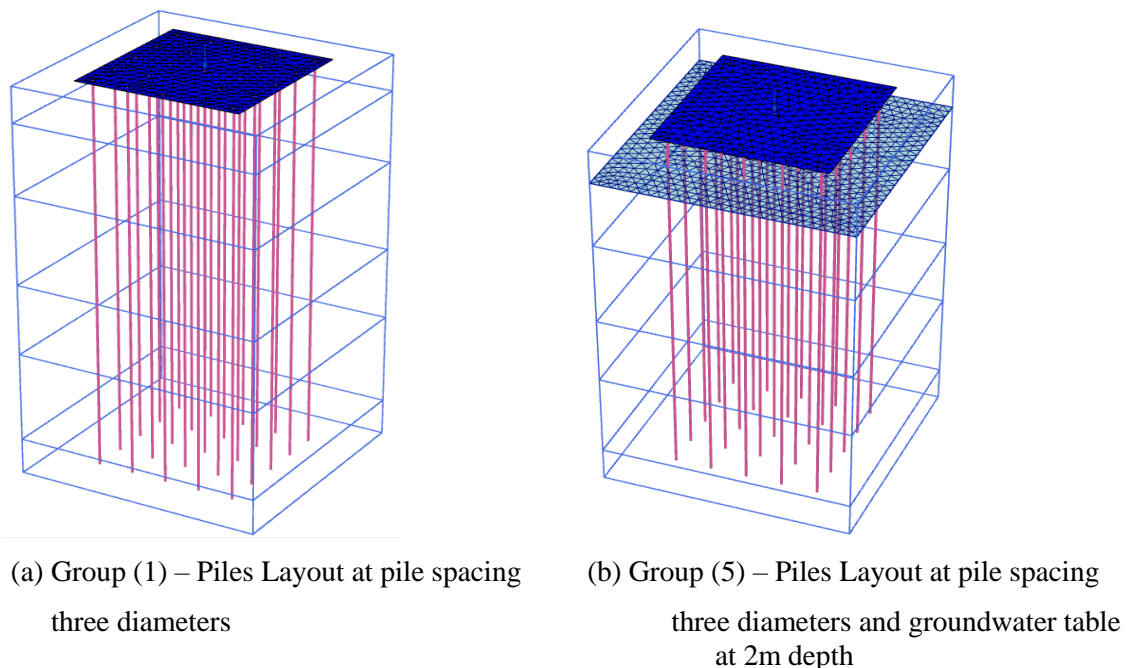 (a) Group (1) – Piles Layout at pile spacing
three diameters
(b) Group (5) – Piles Layout at pile spacing
three diameters and groundwater table
at 2m depth